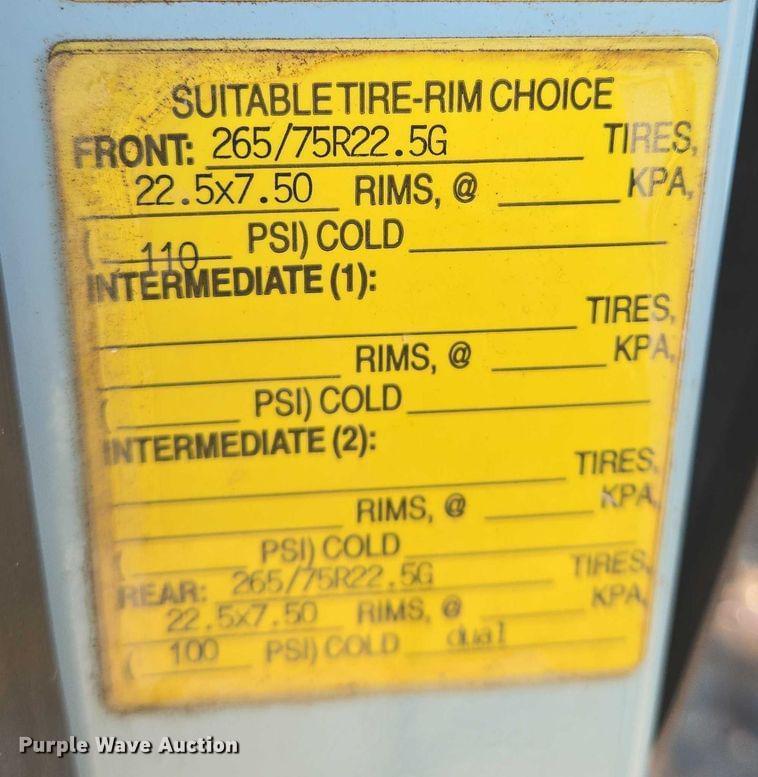 SUITABLE TIRE-RIM CHOICE
FRONT: 265/75R22.5G TIRES,
22.5x7.50 RIMS, @ KPA,
( 110 PSI) COLD
INTERMEDIATE (1):
TIRES,
RIMS, @ KPA,
( PSI) COLD
INTERMEDIATE (2):
TIRES,
RIMS, @ KPA,
( PSI) COLD
REAR: 265/75R22.5G TIRES,
22.5x7.50 RIMS, @ KPA,
( 100 PSI) COLD dual
Purple Wave Auction